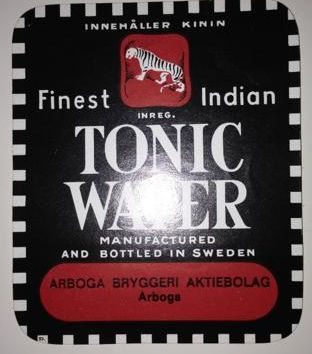 INNEHÅLLER KININ
Finest Indian
INREG.
TONIC
WATER
MANUFACTURED
AND BOTTLED IN SWEDEN
ARBOGA BRYGGERI AKTIEBOLAG
Arboga